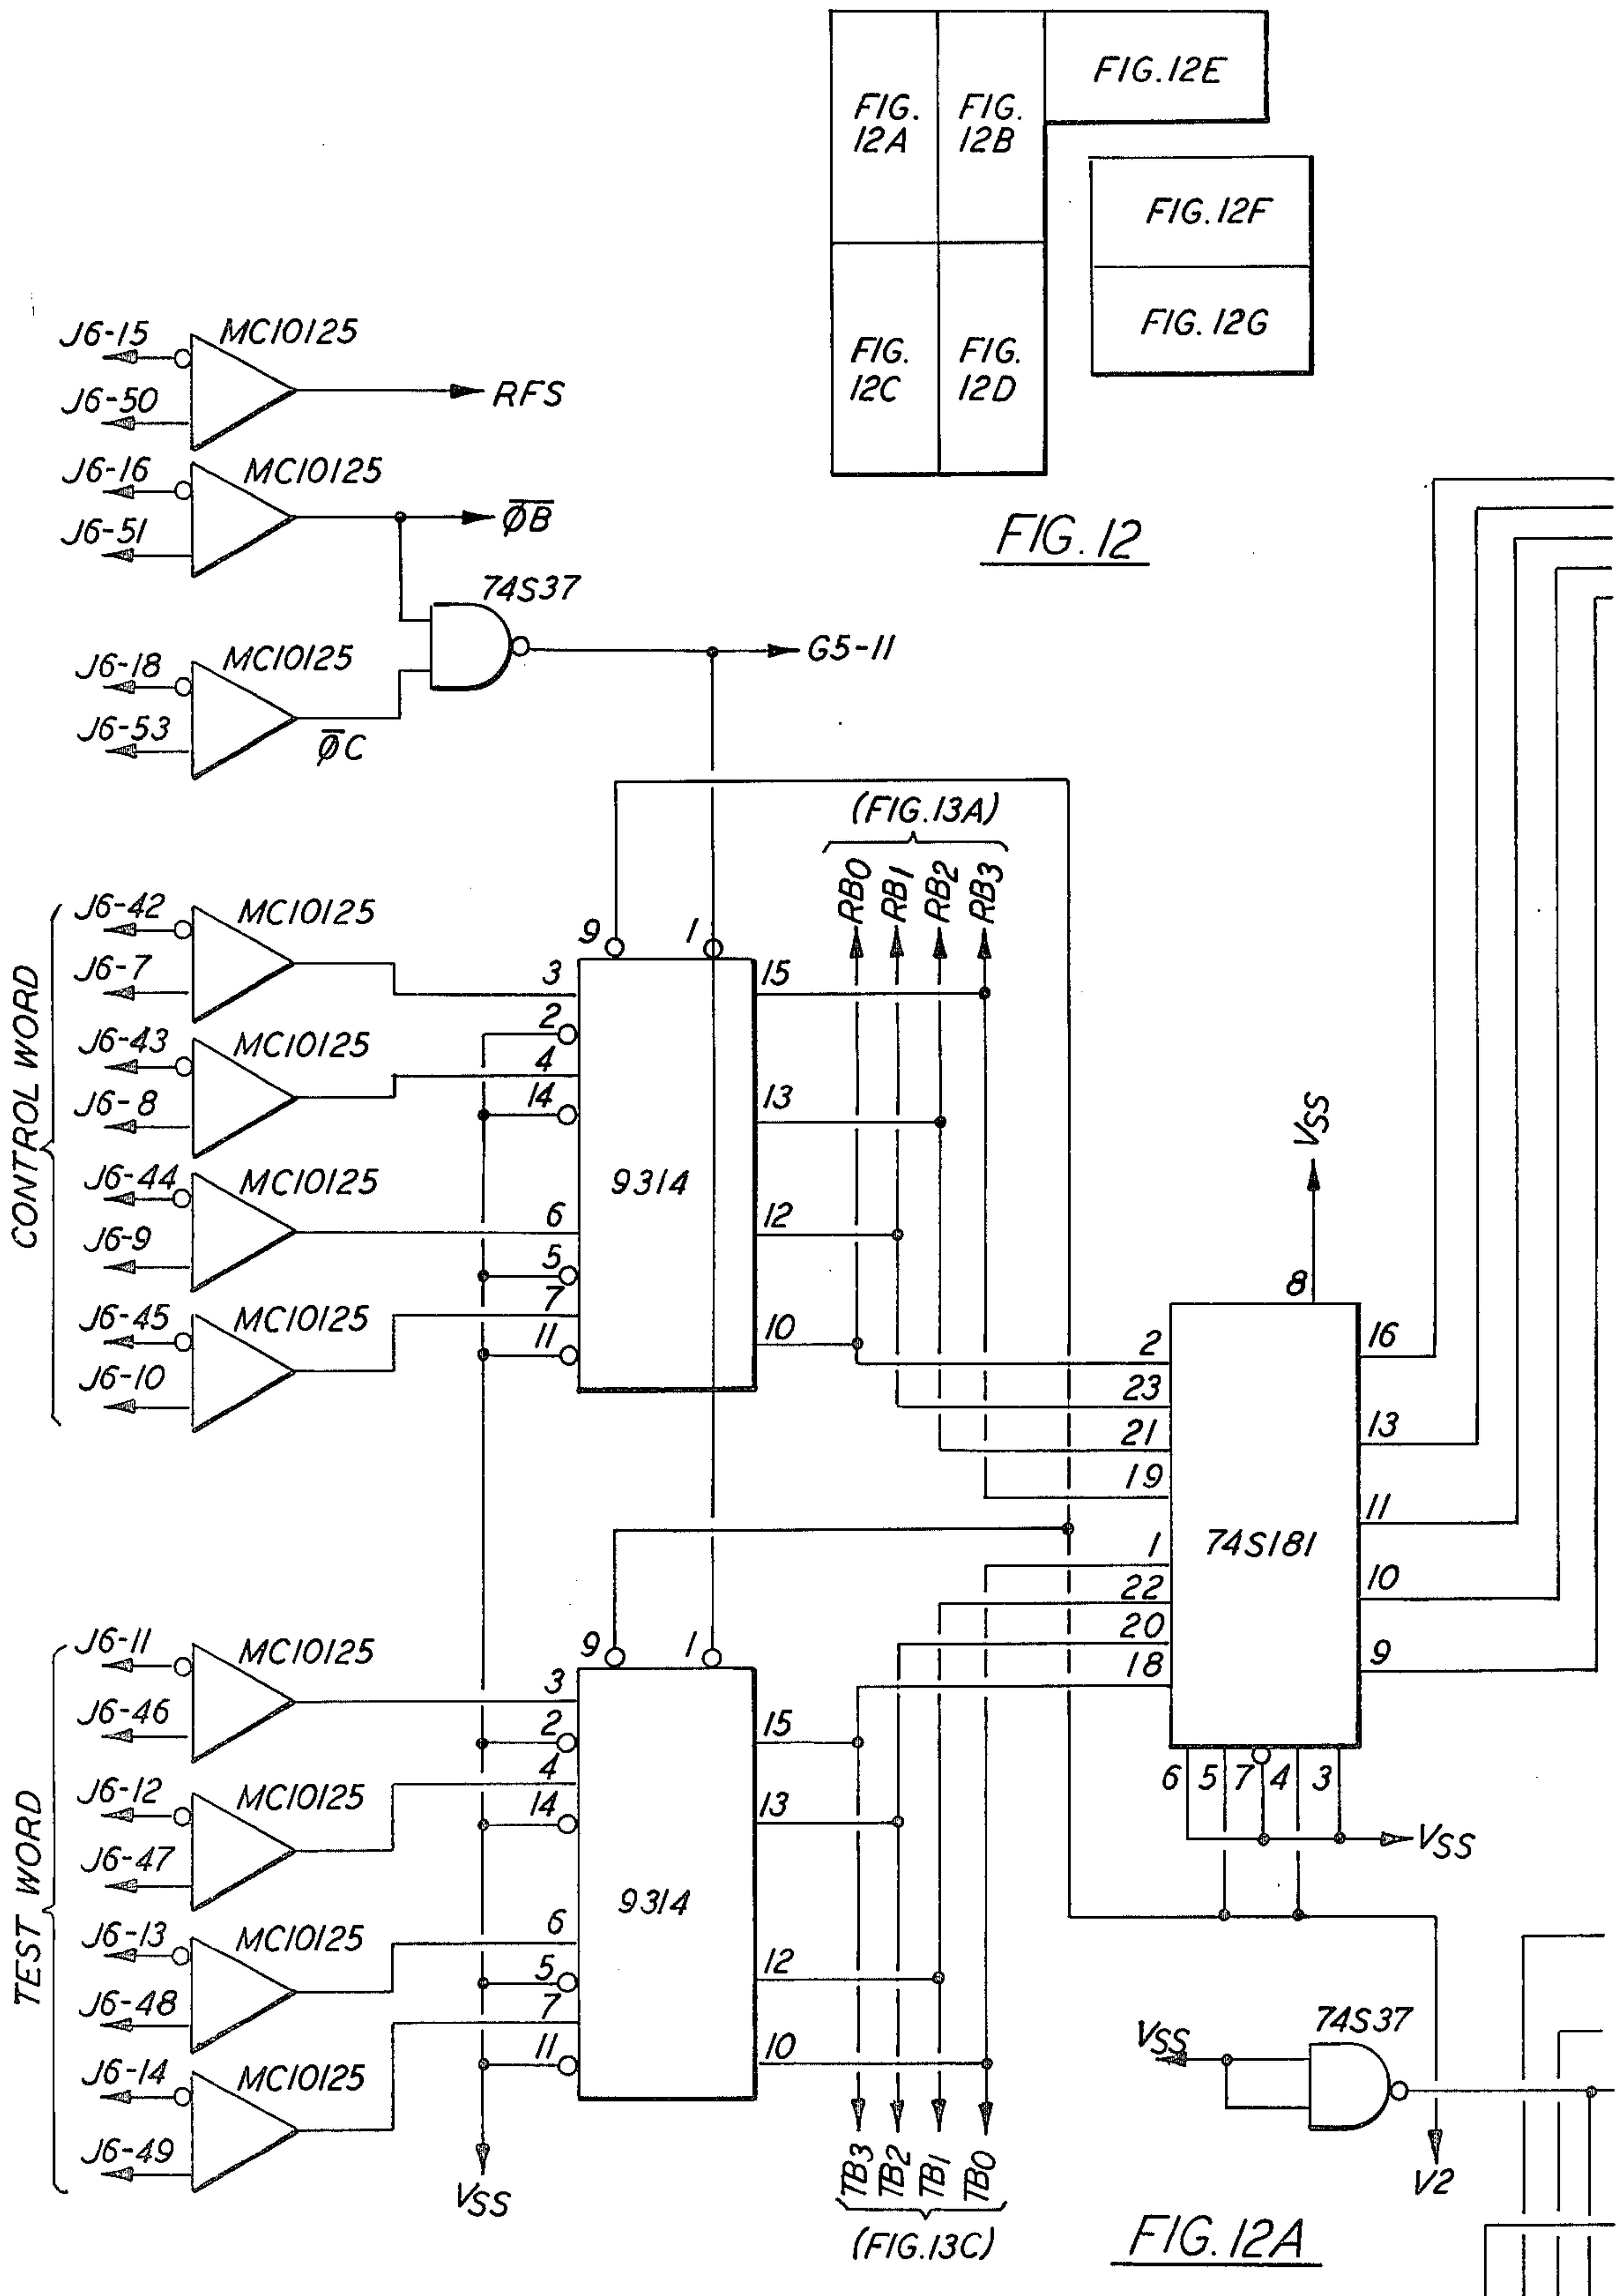 FIG. 12A
FIG. 12B
FIG. 12E
FIG. 12F
FIG. 12C
FIG. 12D
FIG. 12G
FIG. 12
J6-15
MC10125
J6-50
RFS
J6-16
MC10125
J6-51
ØB
74S37
J6-18
MC10125
G5-11
J6-53
ØC
(FIG.13A)
RB0
RB1
RB2
RB3
CONTROL WORD
J6-42
MC10125
J6-7
J6-43
MC10125
J6-8
J6-44
MC10125
J6-9
J6-45
MC10125
J6-10
9
1
3
2
4
14
6
5
7
11
9314
15
13
12
10
VSS
8
2
23
21
19
1
22
20
18
74S181
16
13
11
10
9
6
5
7
4
3
VSS
TEST WORD
J6-11
MC10125
J6-46
J6-12
MC10125
J6-47
J6-13
MC10125
J6-48
J6-14
MC10125
J6-49
9
1
3
2
4
14
6
5
7
11
9314
15
13
12
10
VSS
TB3
TB2
TB1
TB0
(FIG.13C)
74S37
VSS
V2
FIG. 12A